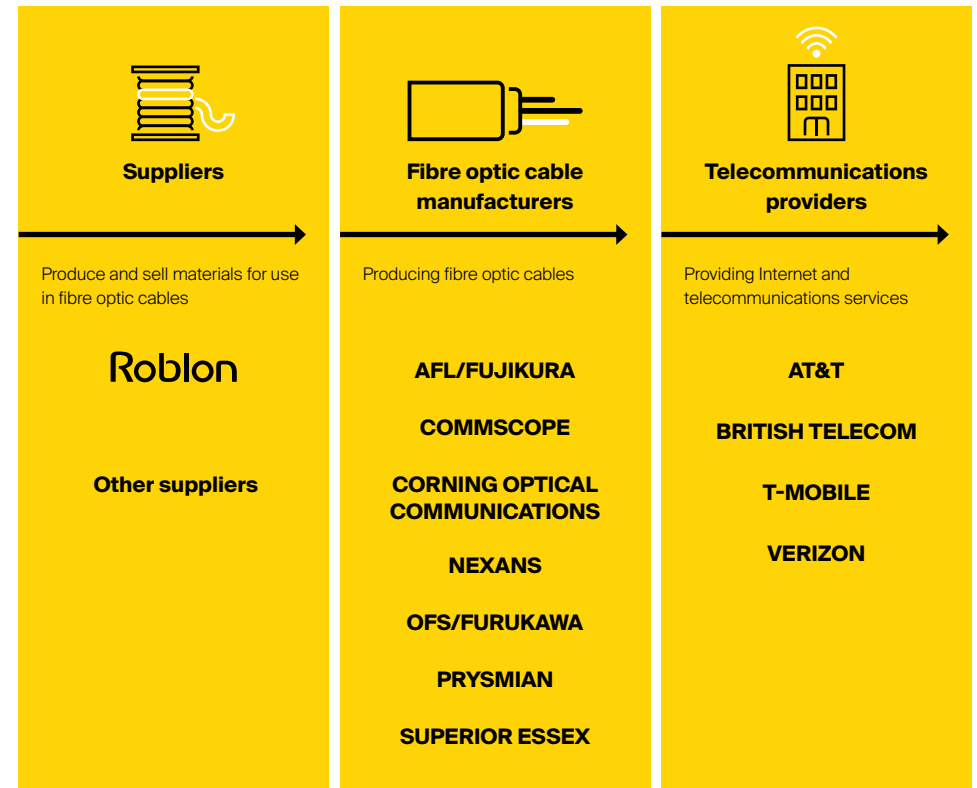 Suppliers
Produce and sell materials for use
in fibre optic cables
Roblon
Other suppliers
Fibre optic cable
manufacturers
Producing fibre optic cables
AFL/FUJIKURA
COMMSCOPE
CORNING OPTICAL
COMMUNICATIONS
NEXANS
OFS/FURUKAWA
PRYSMIAN
SUPERIOR ESSEX
Telecommunications
providers
Providing Internet and
telecommunications services
AT&T
BRITISH TELECOM
T-MOBILE
VERIZON